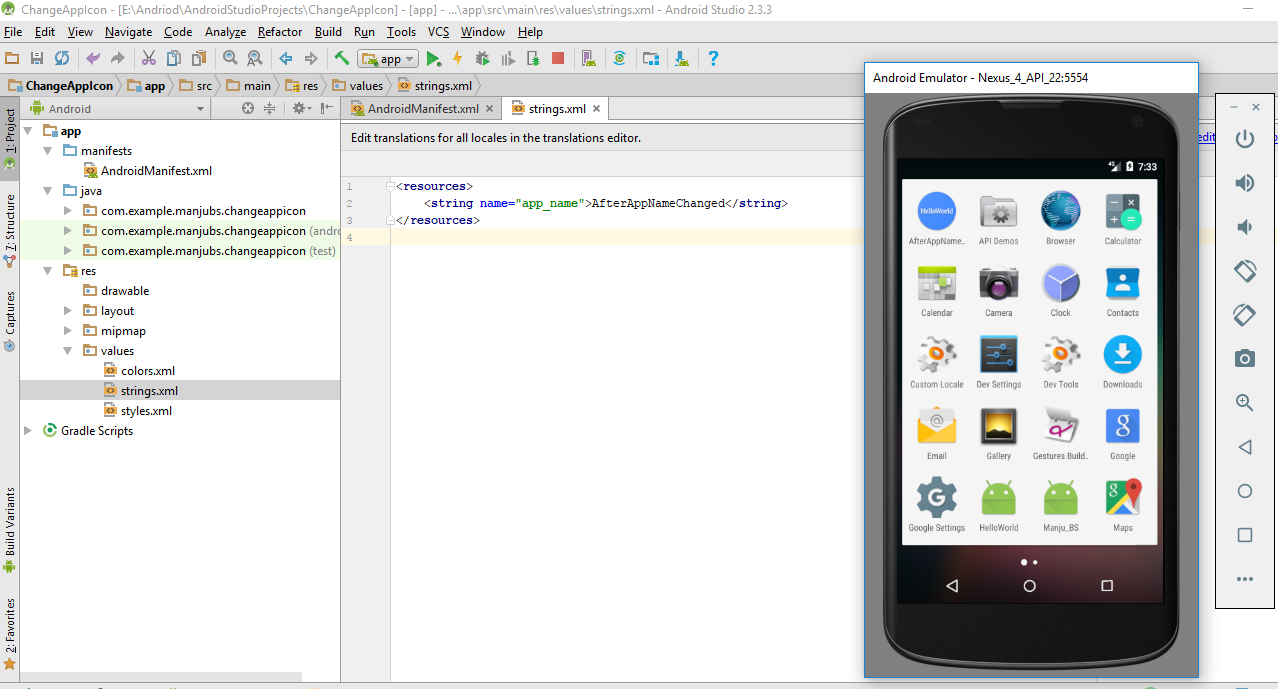 ChangeAppIcon - [E:\Andriod\AndroidStudioProjects\ChangeAppIcon] - [app] - ...\app\src\main\res\values\strings.xml - Android Studio 2.3.3
File Edit View Navigate Code Analyze Refactor Build Run Tools VCS Window Help
app
ChangeAppIcon app src main res values strings.xml
Android
AndroidManifest.xml strings.xml
1: Project
7: Structure
Captures
Build Variants
2: Favorites
app
manifests
AndroidManifest.xml
java
com.example.manjubs.changeappicon
com.example.manjubs.changeappicon (andro
com.example.manjubs.changeappicon (test)
res
drawable
layout
mipmap
values
colors.xml
strings.xml
styles.xml
Gradle Scripts
Edit translations for all locales in the translations editor.
edit
1 <resources>
2 <string name="app_name">AfterAppNameChanged</string>
3 </resources>
4
Android Emulator - Nexus_4_API_22:5554
4G 7:33
HelloWorld
AfterAppName.. API Demos Browser Calculator
Calendar Camera Clock Contacts
Custom Locale Dev Settings Dev Tools Downloads
Email Gallery Gestures Build.. Google
Google Settings HelloWorld Manju_BS Maps